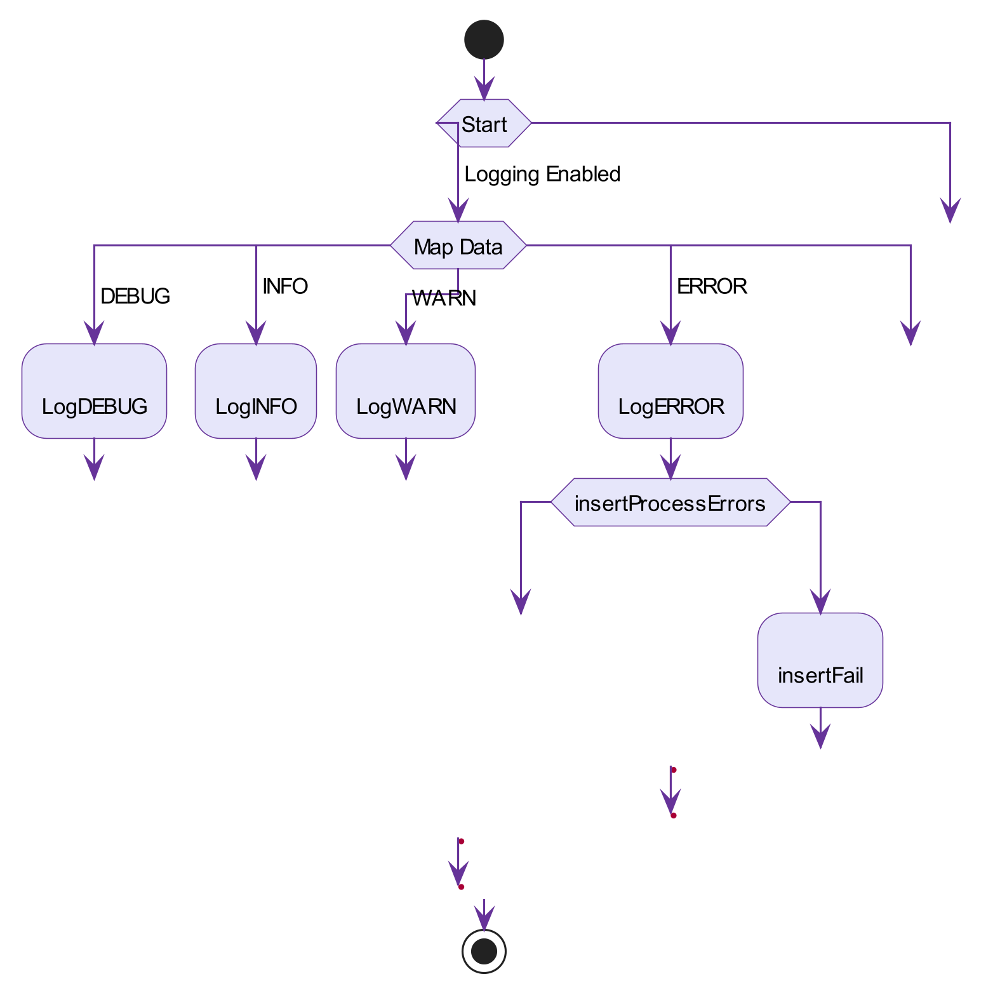 Start
Logging Enabled
Map Data
DEBUG
INFO
WARN
ERROR
LogDEBUG
LogINFO
LogWARN
LogERROR
insertProcessErrors
insertFail